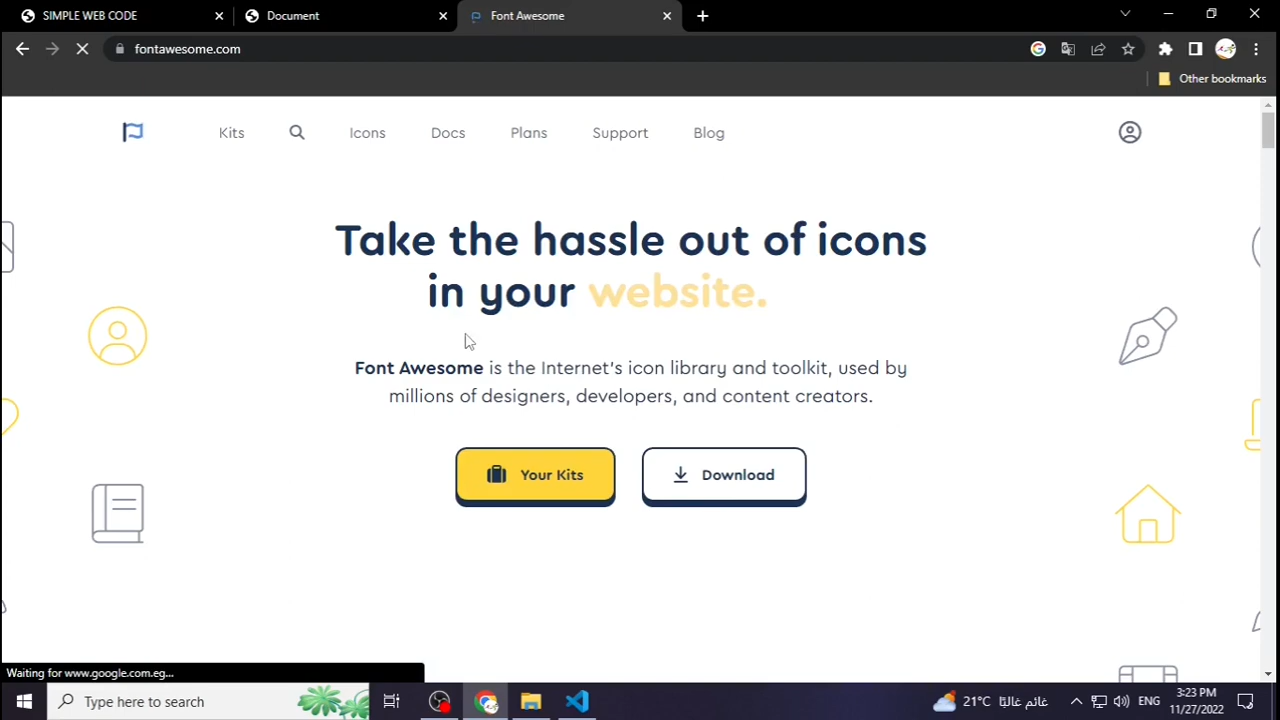 SIMPLE WEB CODE
Document
Font Awesome
fontawesome.com
Other bookmarks
Kits
Icons
Docs
Plans
Support
Blog
Take the hassle out of icons
in your website.
Font Awesome is the Internet's icon library and toolkit, used by
millions of designers, developers, and content creators.
Your Kits
Download
Waiting for www.google.com.eg...
Type here to search
21°C
غائم غالبًا
ENG
3:23 PM
11/27/2022